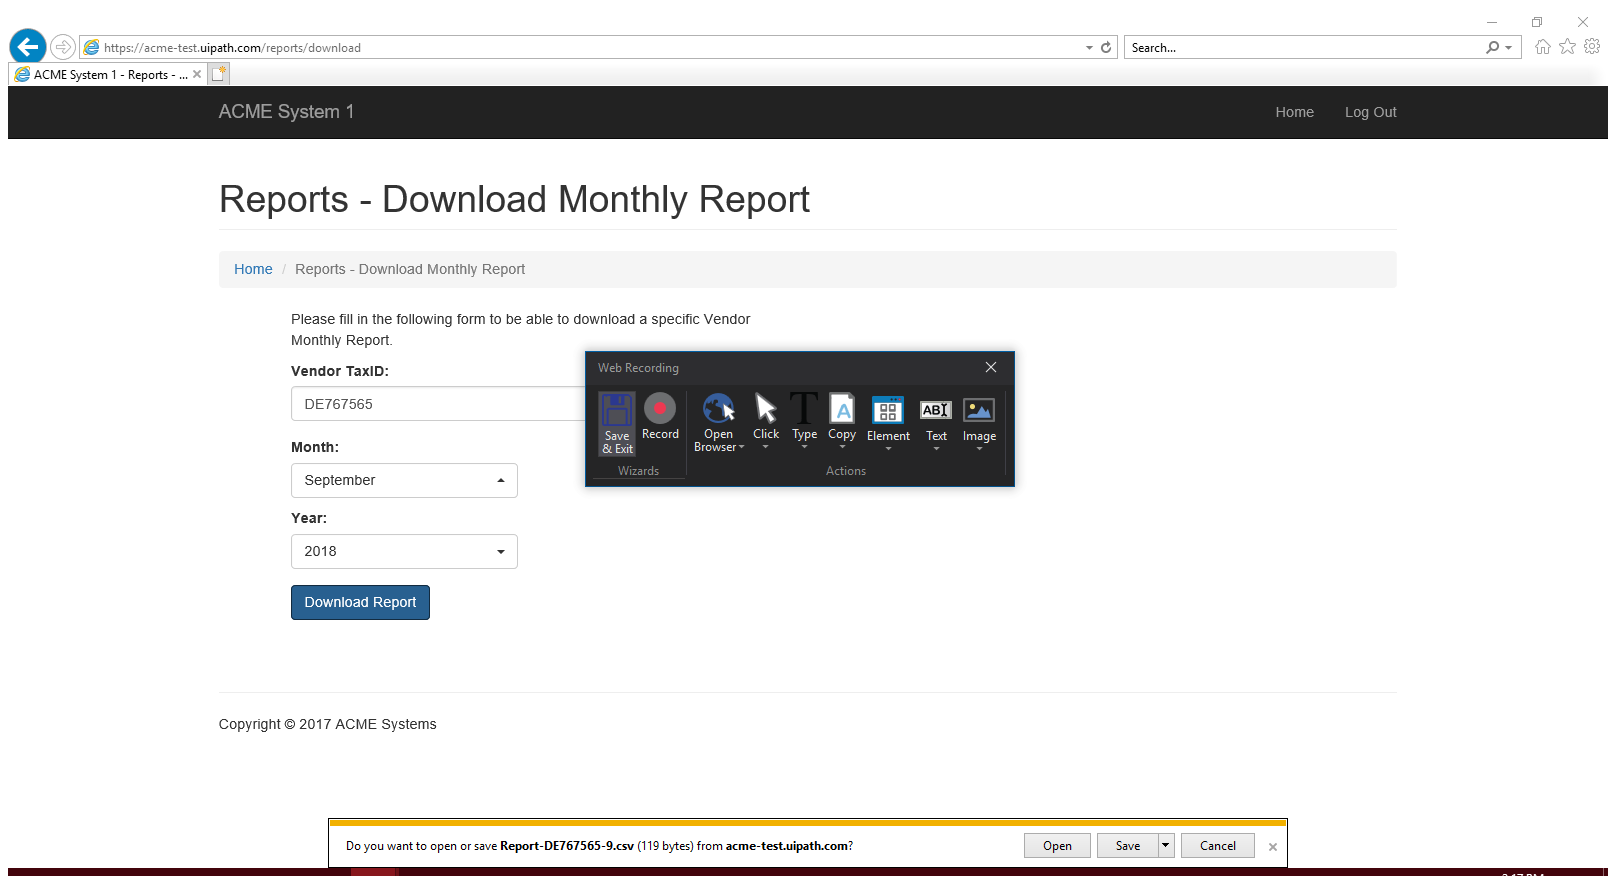 https://acme-test.uipath.com/reports/download
Search...
ACME System 1 - Reports - ...
ACME System 1
Home
Log Out
Reports - Download Monthly Report
Home / Reports - Download Monthly Report
Please fill in the following form to be able to download a specific Vendor
Monthly Report.
Vendor TaxID:
DE767565
Month:
September
Year:
2018
Download Report
Web Recording
Save
& Exit
Record
Wizards
Open
Browser
Click
Type
Copy
Element
Text
Image
Actions
Copyright © 2017 ACME Systems
Do you want to open or save Report-DE767565-9.csv (119 bytes) from acme-test.uipath.com?
Open
Save
Cancel